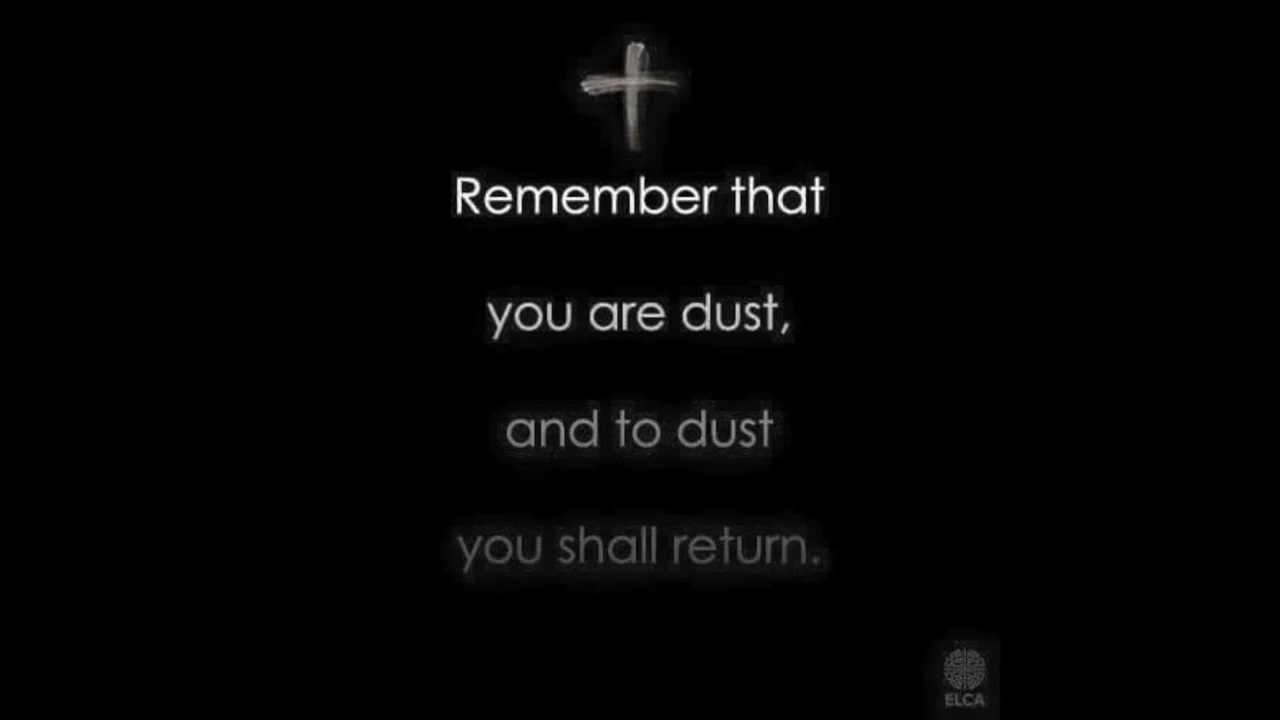 Remember that
you are dust,
and to dust
you shall return.
ELCA